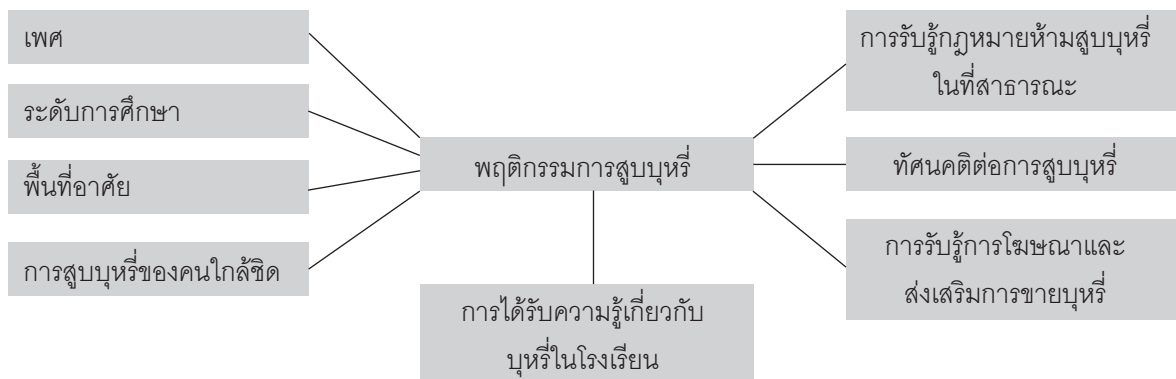 เพศ
ระดับการศึกษา
พื้นที่อาศัย
การสูบบุหรี่ของคนใกล้ชิด
พฤติกรรมการสูบบุหรี่
การได้รับความรู้เกี่ยวกับ
บุหรี่ในโรงเรียน
การรับรู้กฎหมายห้ามสูบบุหรี่
ในที่สาธารณะ
ทัศนคติต่อการสูบบุหรี่
การรับรู้การโฆษณาและ
ส่งเสริมการขายบุหรี่